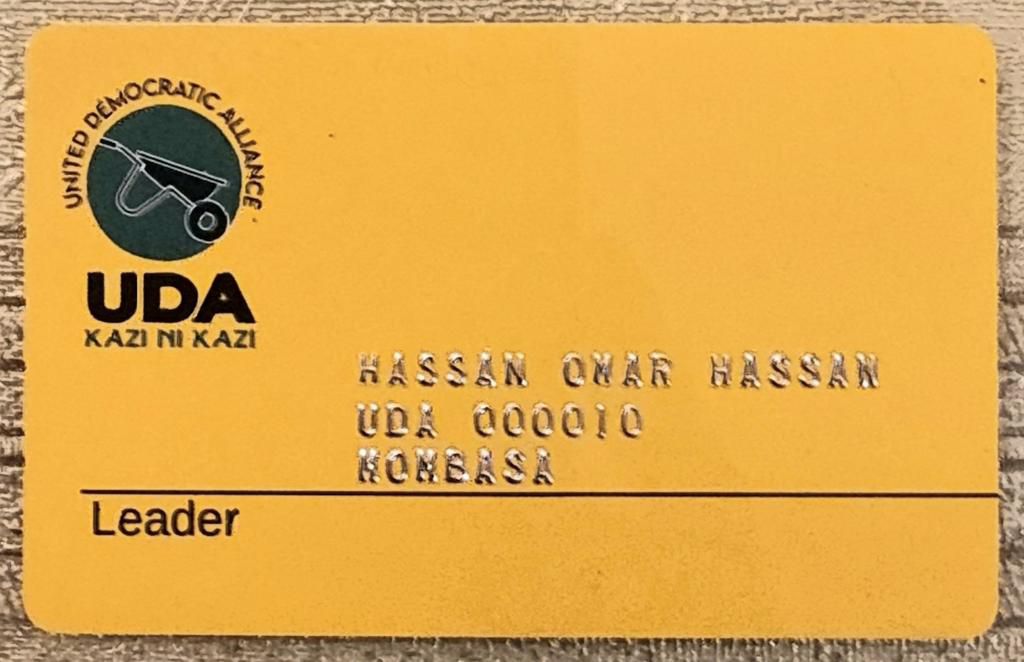 UNITED DEMOCRATIC ALLIANCE
UDA
KAZI NI KAZI
HASSAN OMAR HASSAN
UDA 000010
MOMBASA
Leader